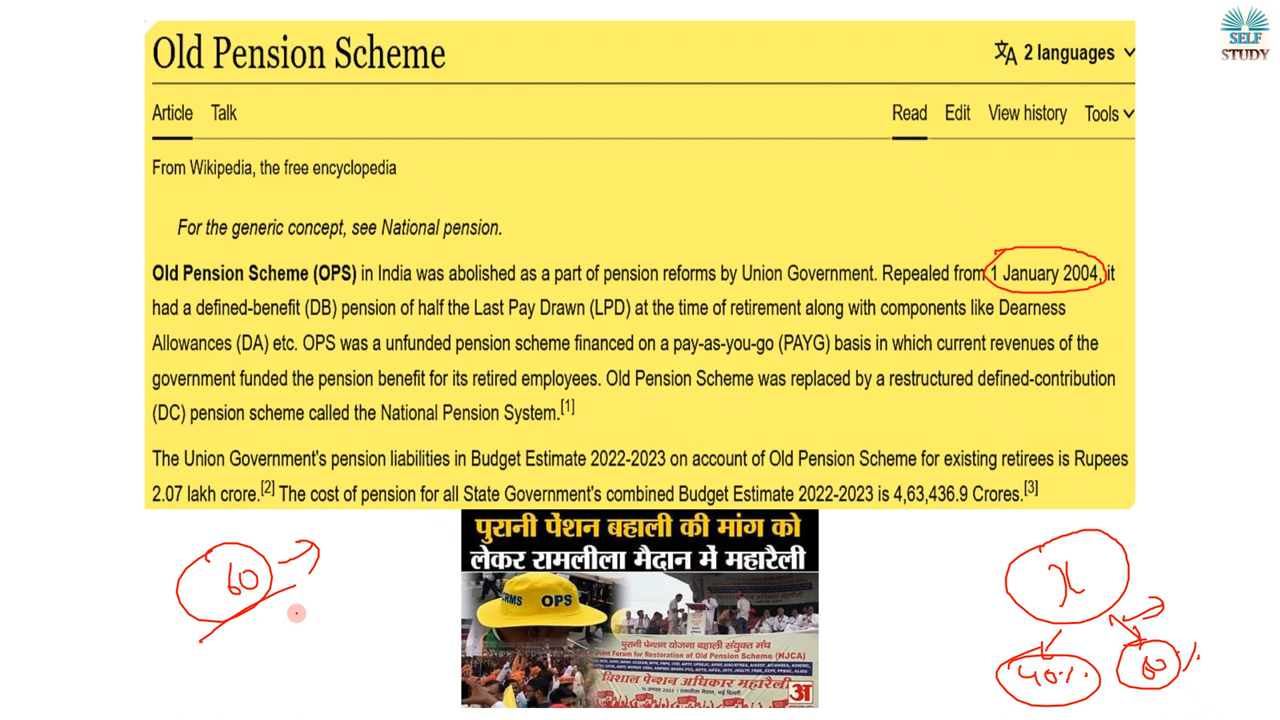 SELF
STUDY
Old Pension Scheme
2 languages
Article Talk
Read Edit View history Tools
From Wikipedia, the free encyclopedia
For the generic concept, see National pension.
Old Pension Scheme (OPS) in India was abolished as a part of pension reforms by Union Government. Repealed from 1 January 2004, it
had a defined-benefit (DB) pension of half the Last Pay Drawn (LPD) at the time of retirement along with components like Dearness
Allowances (DA) etc. OPS was a unfunded pension scheme financed on a pay-as-you-go (PAYG) basis in which current revenues of the
government funded the pension benefit for its retired employees. Old Pension Scheme was replaced by a restructured defined-contribution
(DC) pension scheme called the National Pension System.[1]
The Union Government's pension liabilities in Budget Estimate 2022-2023 on account of Old Pension Scheme for existing retirees is Rupees
2.07 lakh crore.[2] The cost of pension for all State Government's combined Budget Estimate 2022-2023 is 4,63,436.9 Crores.[3]
पुरानी पेंशन बहाली की मांग को
लेकर रामलीला मैदान में महारैली
OPS
पुरानी पेंशन योजना बहाली संयुक्त मंच
Joint Forum for Restoration of Old Pension Scheme (NJCA)
विशाल पेन्शन अधिकार महारैली
अ
60
x
40%
60%